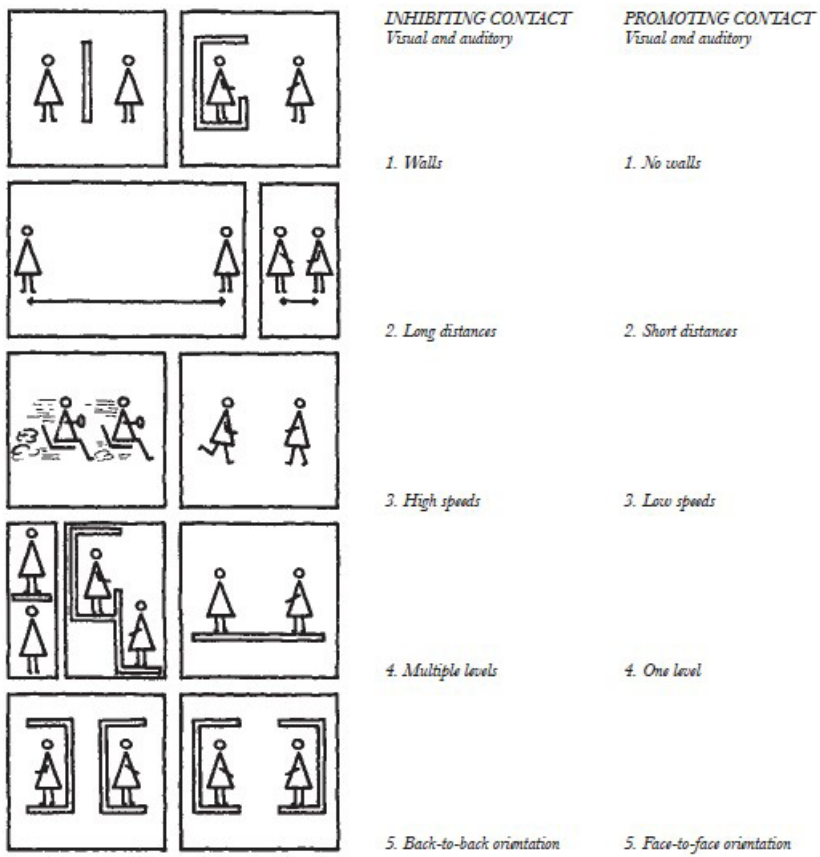 INHIBITING CONTACT
Visual and auditory
PROMOTING CONTACT
Visual and auditory
1. Walls
1. No walls
2. Long distances
2. Short distances
3. High speeds
3. Low speeds
4. Multiple levels
4. One level
5. Back-to-back orientation
5. Face-to-face orientation